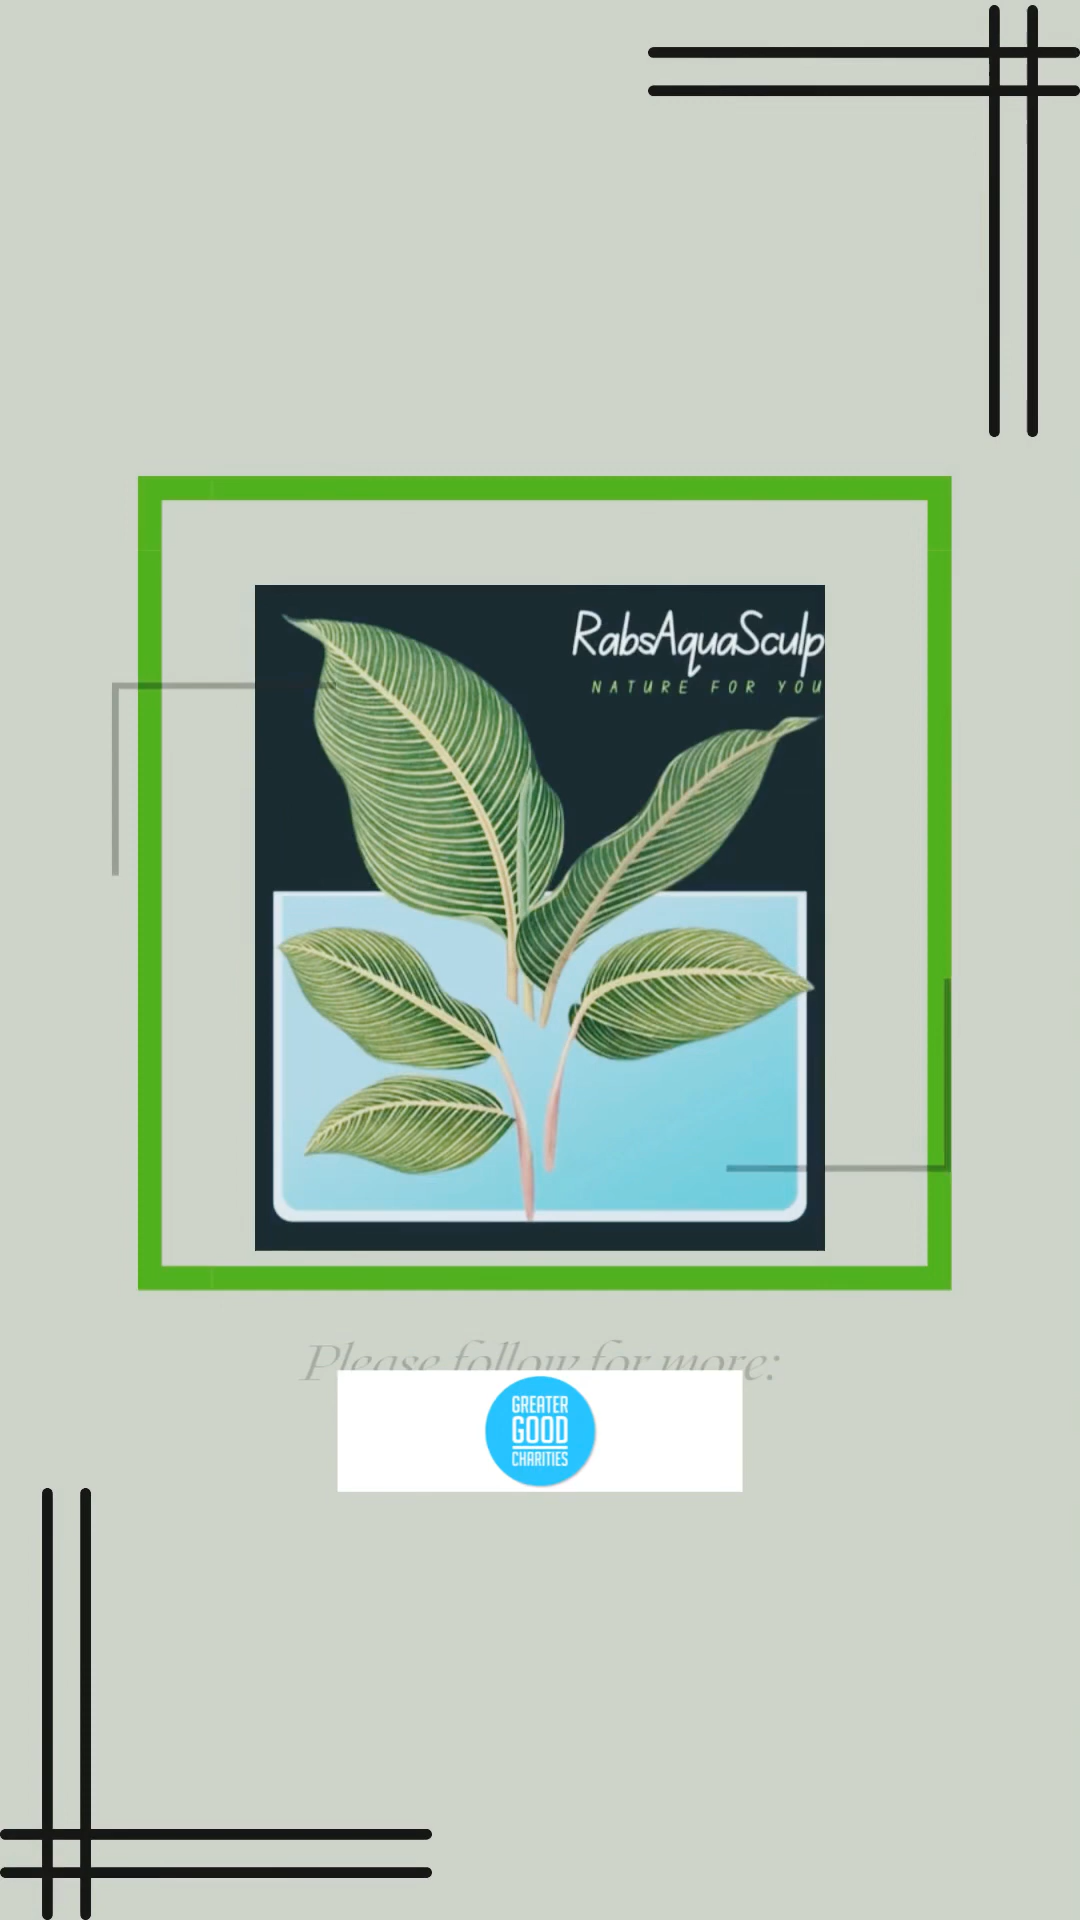 RabsAquaSculp
NATURE FOR YOU
Please follow for more:
GREATER
GOOD
CHARITIES